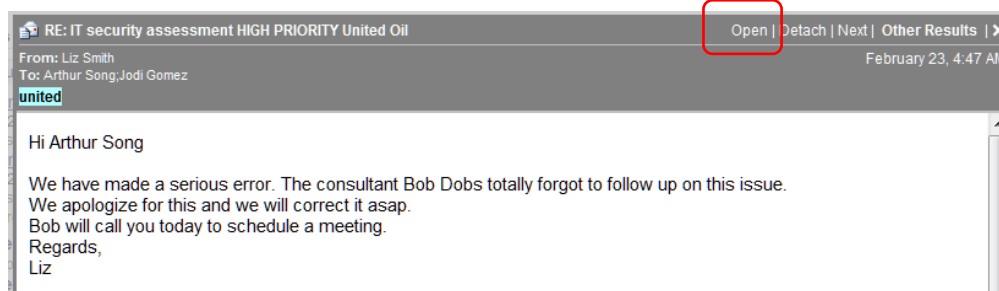 RE: IT security assessment HIGH PRIORITY United Oil Open | Detach | Next | Other Results |
From: Liz Smith February 23, 4:47 AM
To: Arthur Song;Jodi Gomez
united
Hi Arthur Song
We have made a serious error. The consultant Bob Dobs totally forgot to follow up on this issue.
We apologize for this and we will correct it asap.
Bob will call you today to schedule a meeting.
Regards,
Liz